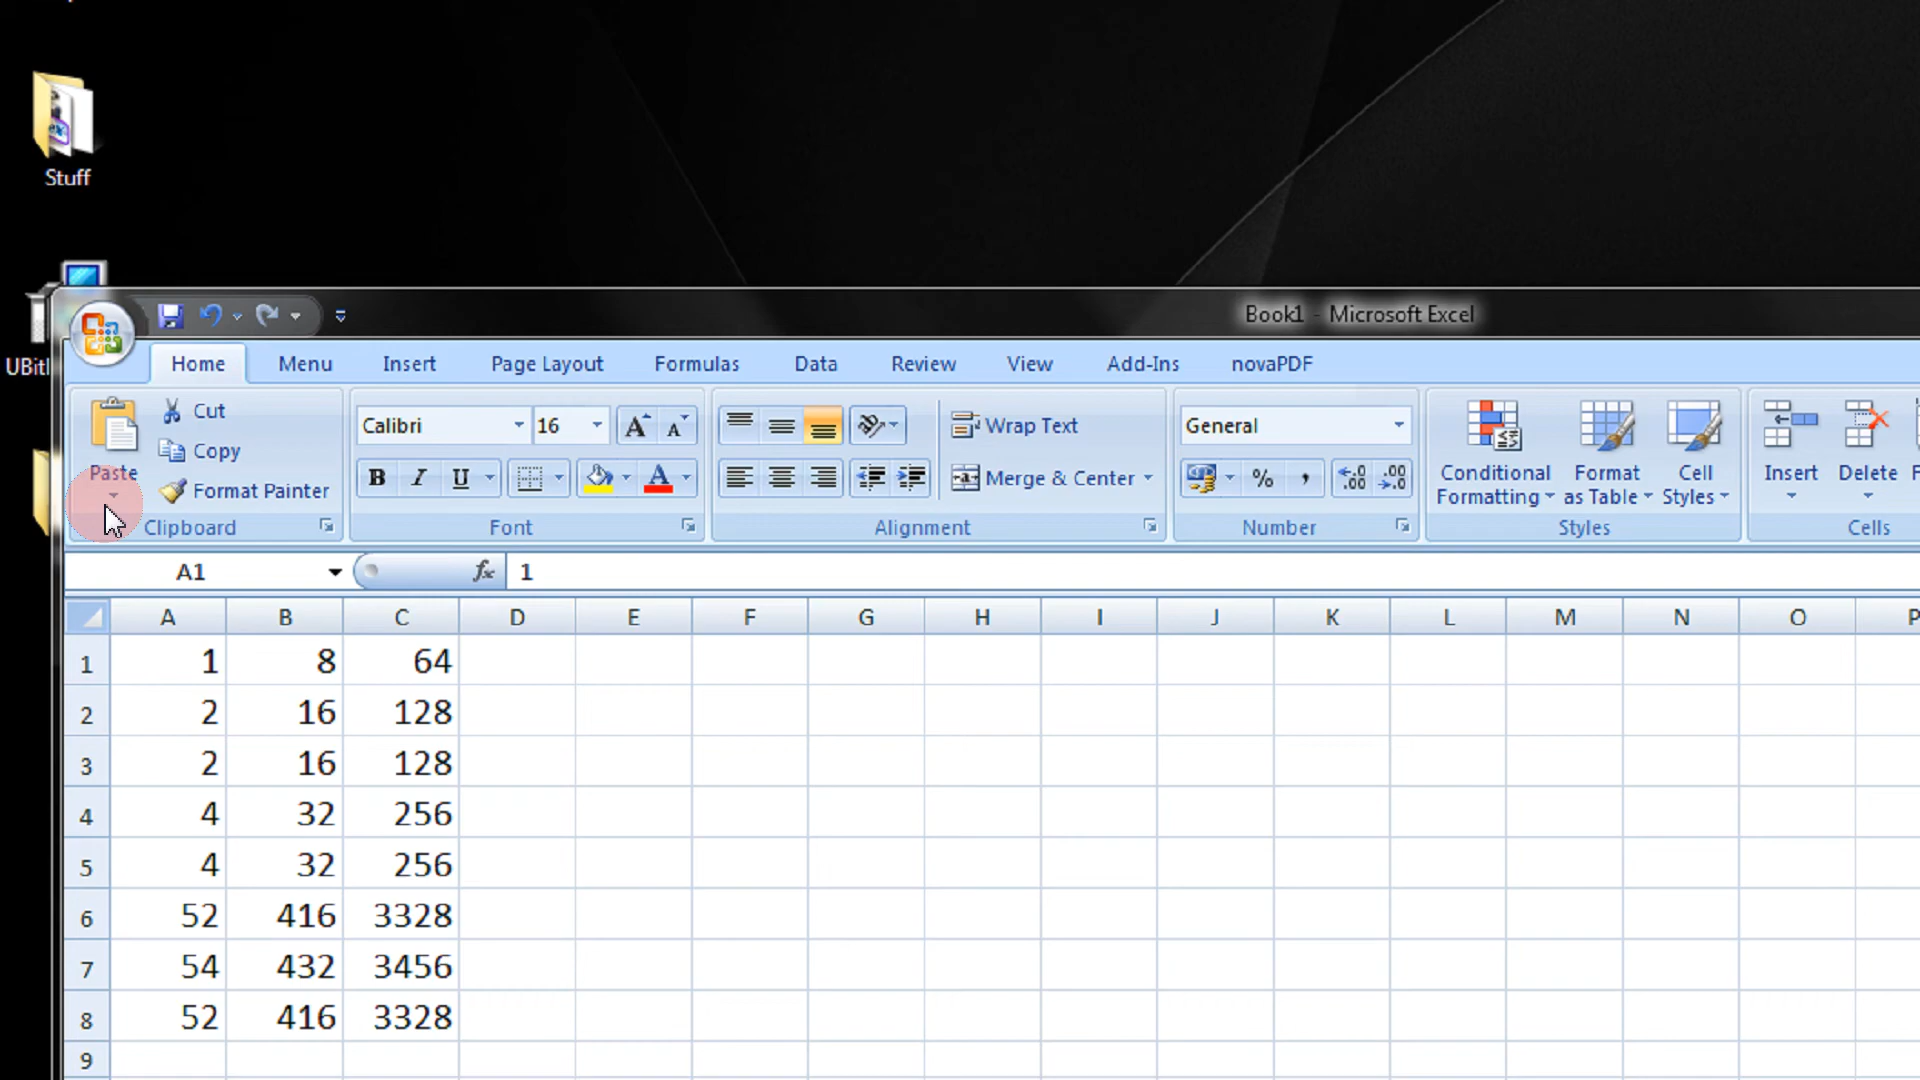 Stuff
UBitl
Book1 - Microsoft Excel
Home Menu Insert Page Layout Formulas Data Review View Add-Ins novaPDF
Paste
Cut
Copy
Format Painter
Clipboard
Calibri 16
B I U A
Font
Wrap Text
Merge & Center
Alignment
General
% ,
Number
Conditional Formatting
Format as Table
Cell Styles
Styles
Insert
Delete
F
Cells
A1 fx 1
A B C D E F G H I J K L M N O P
1 1 8 64
2 2 16 128
3 2 16 128
4 4 32 256
5 4 32 256
6 52 416 3328
7 54 432 3456
8 52 416 3328
9